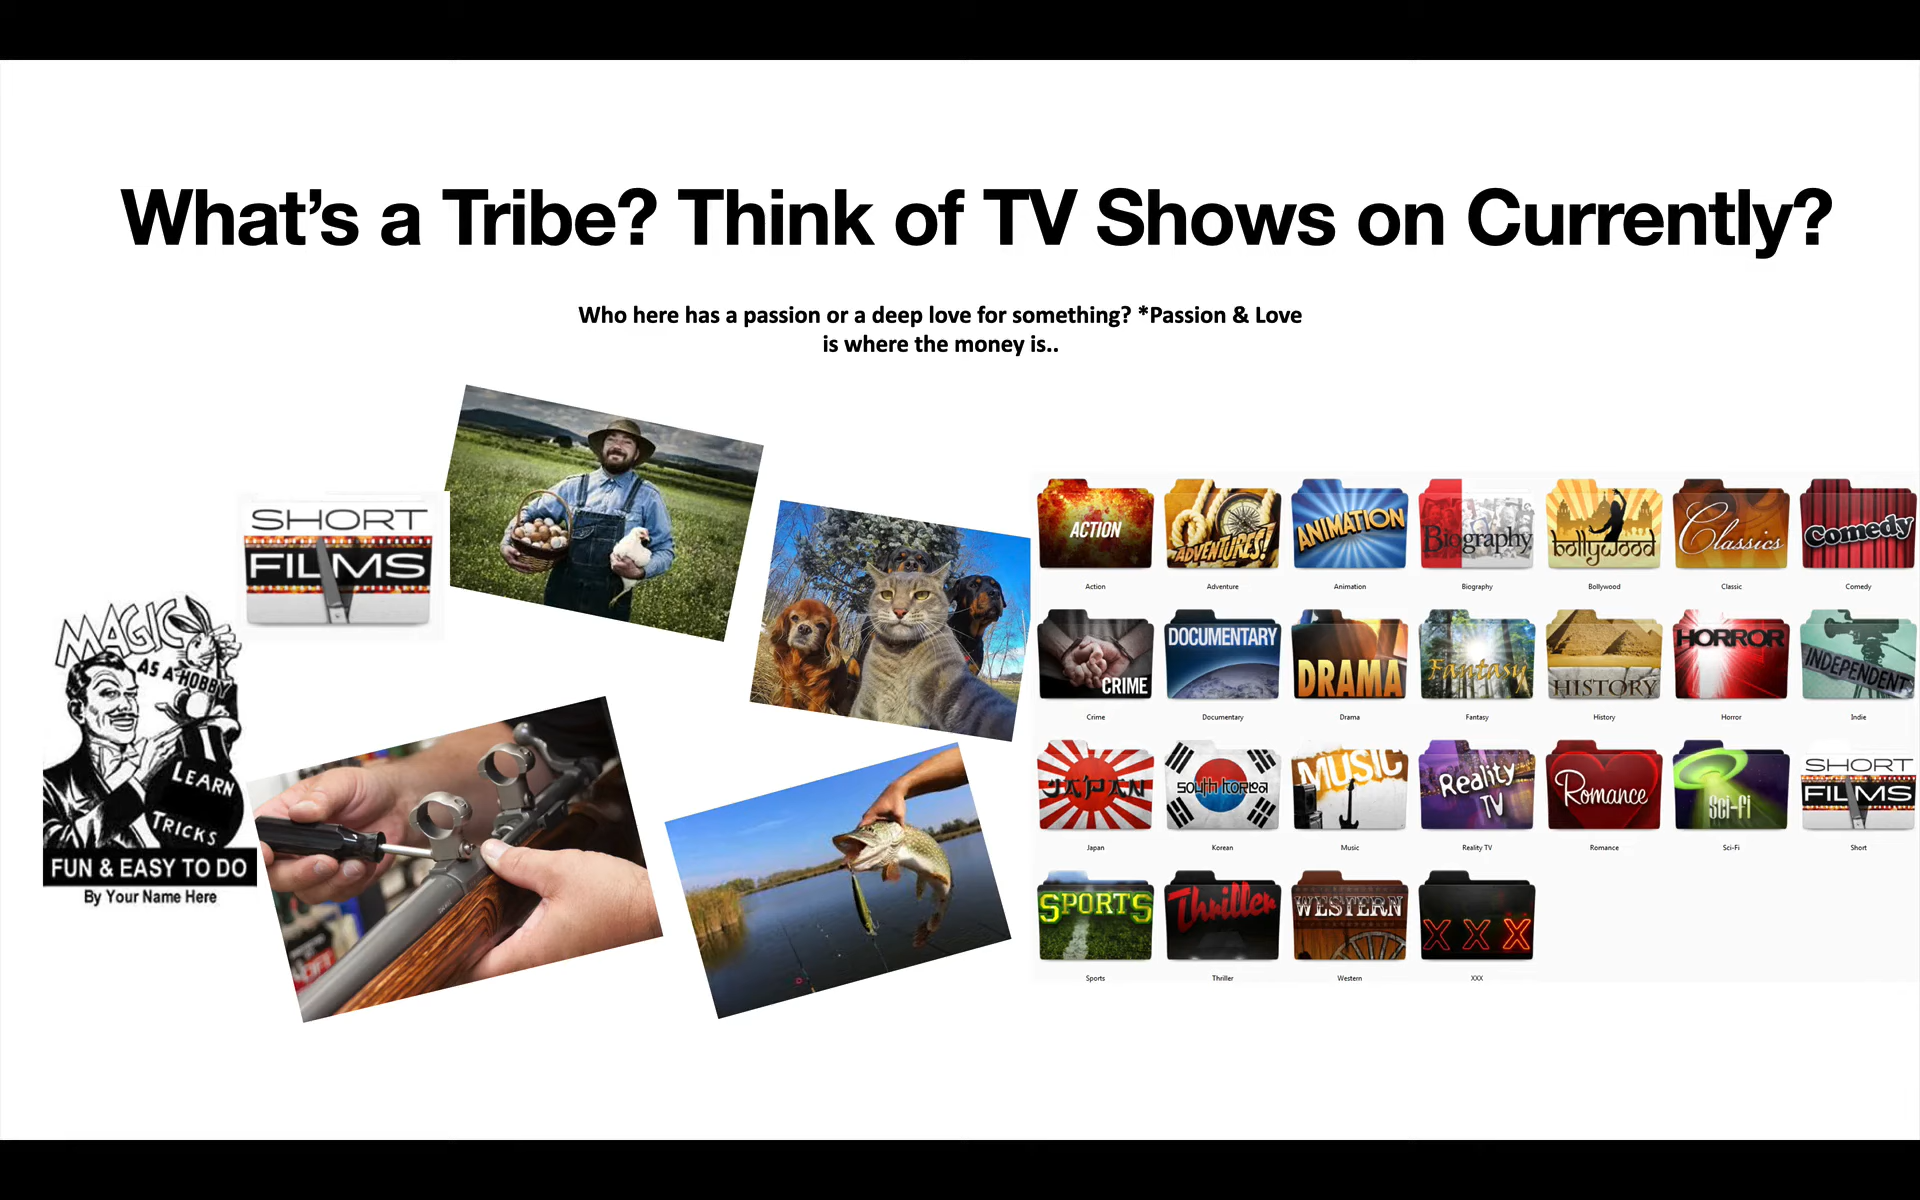 What’s a Tribe? Think of TV Shows on Currently?
Who here has a passion or a deep love for something? *Passion & Love
is where the money is..
SHORT
FILMS
MAGIC
AS A HOBBY
LEARN
TRICKS
FUN & EASY TO DO
By Your Name Here
ACTION
ADVENTURES!
ANIMATION
Biography
bollywood
Classics
Comedy
Action
Adventure
Animation
Biography
Bollywood
Classic
Comedy
CRIME
DOCUMENTARY
DRAMA
Fantasy
HISTORY
HORROR
INDEPENDENT
Crime
Documentary
Drama
Fantasy
History
Horror
Indie
JAPAN
south korea
MUSIC
Reality
TV
Romance
Sci-fi
SHORT
FILMS
Japan
Korean
Music
Reality TV
Romance
Sci-Fi
Short
SPORTS
Thriller
WESTERN
XXX
Sports
Thriller
Western
XXX